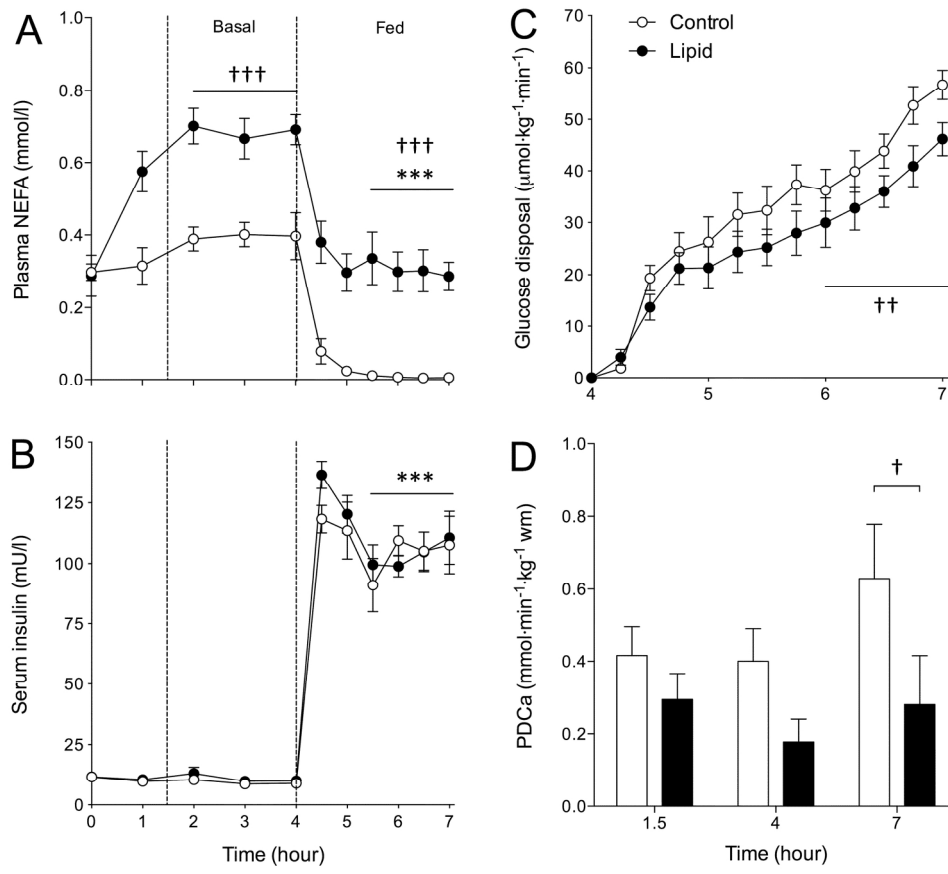 A
Basal
Fed
†††
†††
***
Plasma NEFA (mmol/l)
1.0
0.8
0.6
0.4
0.2
0.0
B
***
Serum insulin (mU/l)
150
125
100
75
50
25
0
0 1 2 3 4 5 6 7
Time (hour)
C
Control
Lipid
Glucose disposal (μmol·kg⁻¹·min⁻¹)
60
50
40
30
20
10
0
††
4 5 6 7
D
†
PDCa (mmol·min⁻¹·kg⁻¹ wm)
1.0
0.8
0.6
0.4
0.2
0.0
1.5 4 7
Time (hour)